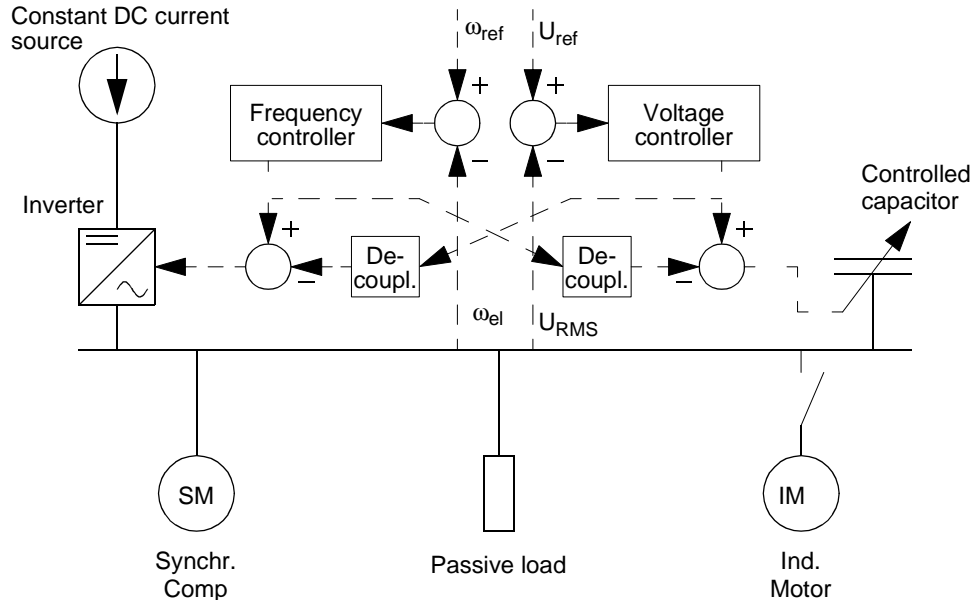 Constant DC current
source
ω_ref
U_ref
+
+
Frequency
controller
Voltage
controller
−
−
Controlled
capacitor
Inverter
+
+
De-
coupl.
De-
coupl.
−
−
ω_el
U_RMS
SM
IM
Synchr.
Comp
Passive load
Ind.
Motor